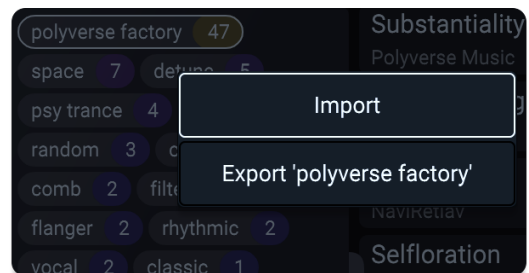 polyverse factory 47
Substantiality
Polyverse Music
space 7 detune 5
Import
psy trance 4
random 3
Export 'polyverse factory'
comb 2
NaviRetlav
flanger 2 rhythmic 2
Selfloration
vocal 2 classic 1